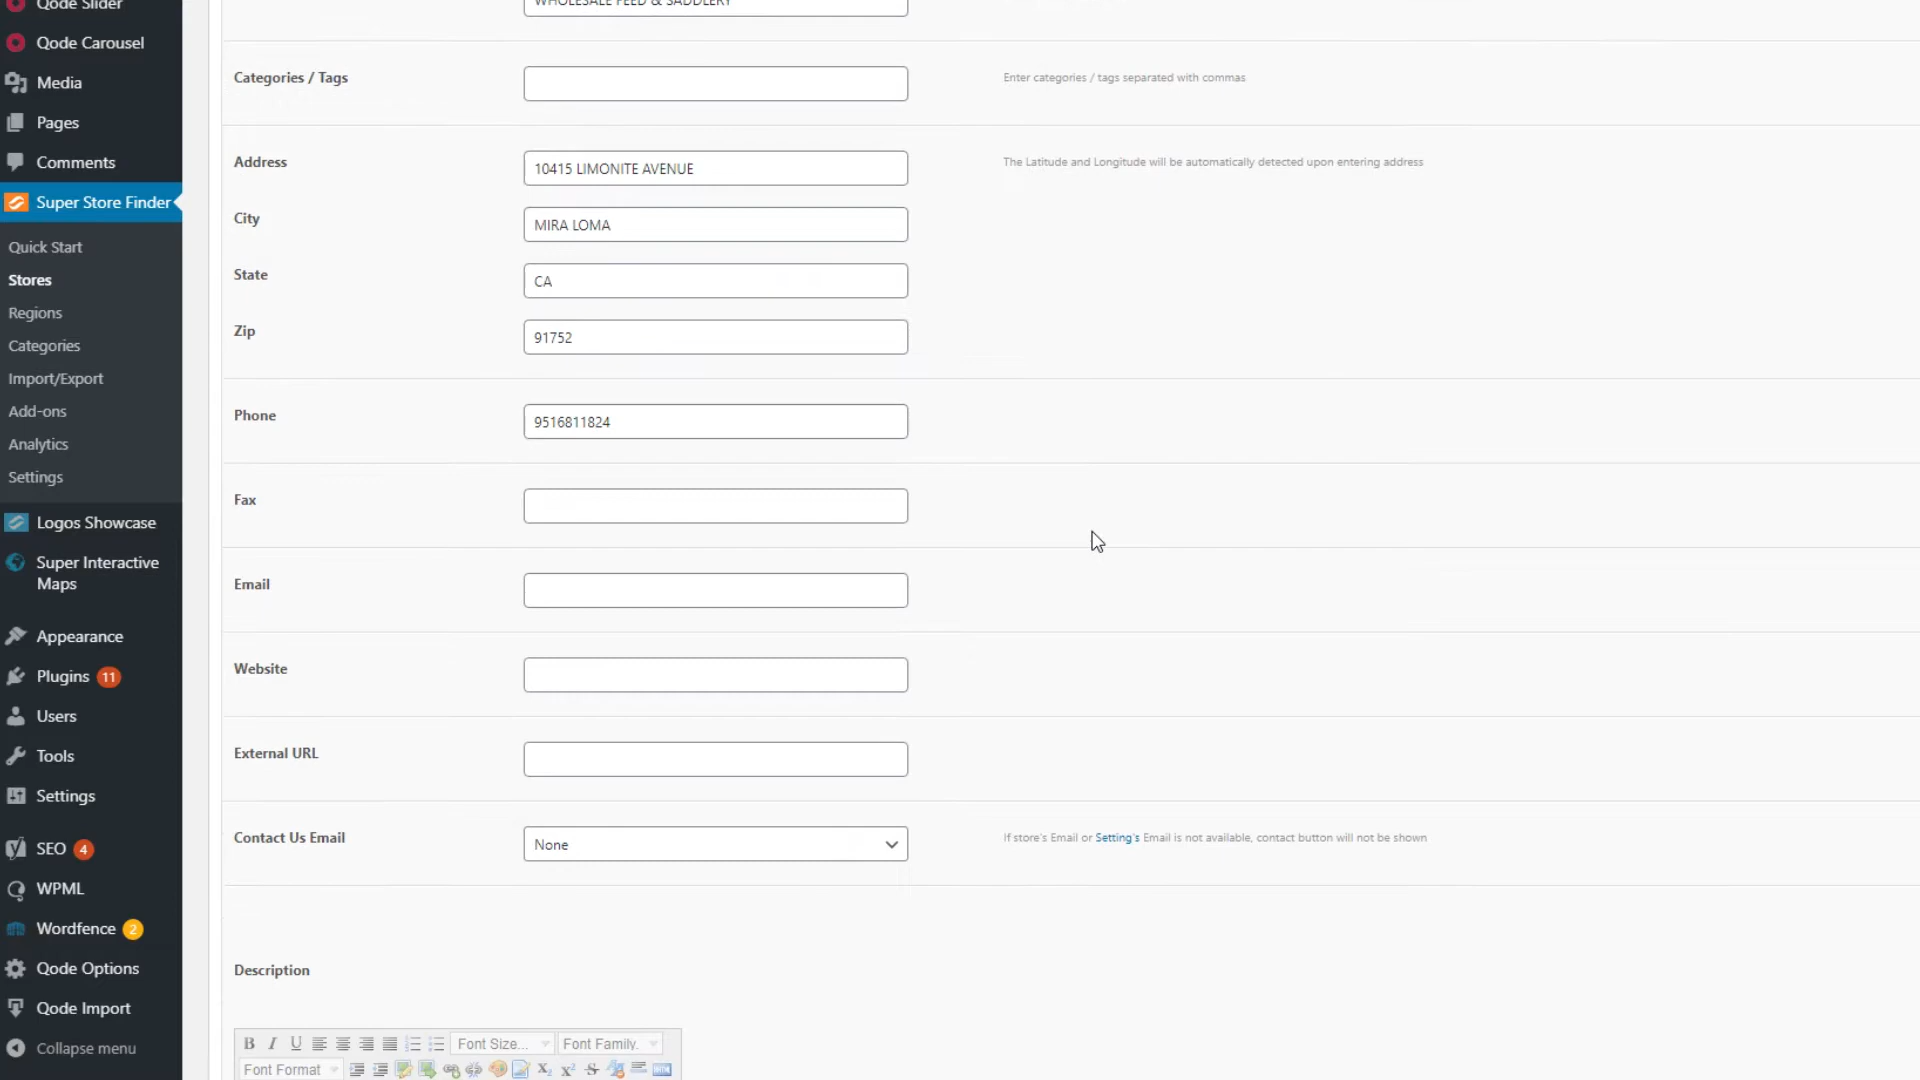 Qode Slider
Qode Carousel
Media
Pages
Comments
Super Store Finder
Quick Start
Stores
Regions
Categories
Import/Export
Add-ons
Analytics
Settings
Logos Showcase
Super Interactive
Maps
Appearance
Plugins 11
Users
Tools
Settings
SEO 4
WPML
Wordfence 2
Qode Options
Qode Import
Collapse menu
WHOLESALE FEED & SADDLERY
Categories / Tags
Enter categories / tags separated with commas
Address
10415 LIMONITE AVENUE
The Latitude and Longitude will be automatically detected upon entering address
City
MIRA LOMA
State
CA
Zip
91752
Phone
9516811824
Fax
Email
Website
External URL
Contact Us Email
None
If store's Email or Setting's Email is not available, contact button will not be shown
Description
B I U Font Size... Font Family.
Font Format